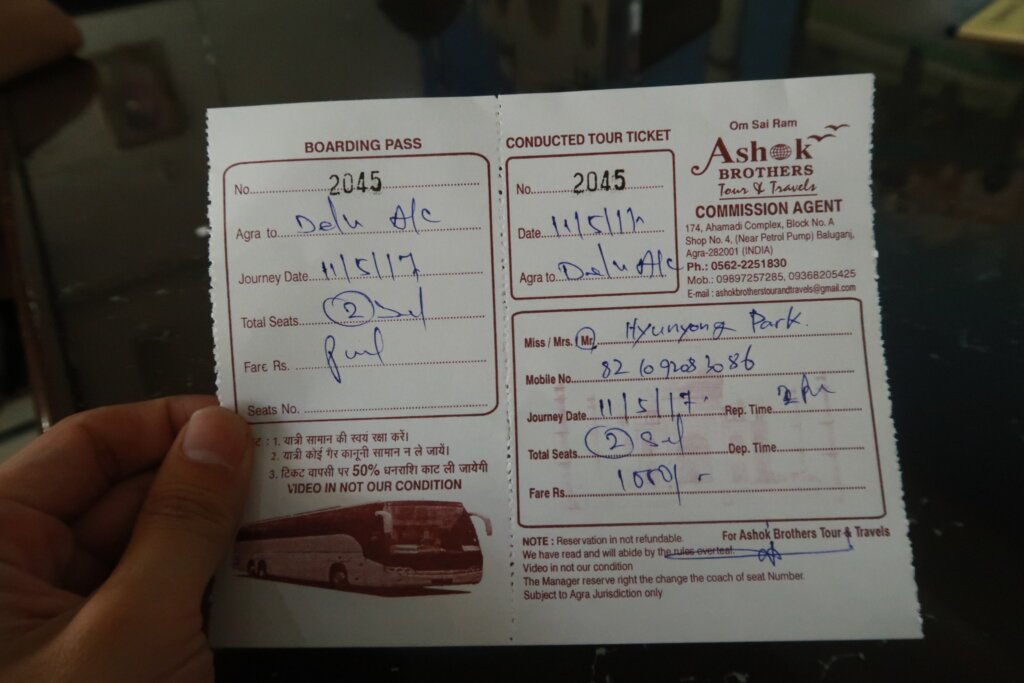 BOARDING PASS
No. 2045
Agra to Delhi A/C
Journey Date 11/5/17
Total Seats 2
Fare Rs.
Seats No.
: 1. यात्री सामान की स्वयं रक्षा करें।
2. यात्री कोई गैर कानूनी सामान न ले जायें।
3. टिकट वापसी पर 50% धनराशि काट ली जायेगी
VIDEO IN NOT OUR CONDITION
CONDUCTED TOUR TICKET
No. 2045
Date 11/5/17
Agra to Delhi A/C
Om Sai Ram
Ashok
BROTHERS
Tour & Travels
COMMISSION AGENT
174, Ahamadi Complex, Block No. A
Shop No. 4, (Near Petrol Pump) Baluganj,
Agra-282001 (INDIA)
Ph.: 0562-2251830
Mob.: 09897257285, 09368205425
E-mail : ashokbrotherstourandtravels@gmail.com
Miss / Mrs. Mr. Hyunyong Park.
Mobile No. 82
Journey Date 11/5/17. Rep. Time
Total Seats 2 Dep. Time
Fare Rs. 1000/-
NOTE : Reservation in not refundable.
For Ashok Brothers Tour & Travels
We have read and will abide by the rules overleaf.
Video in not our condition
The Manager reserve right the change the coach of seat Number.
Subject to Agra Jurisdiction only